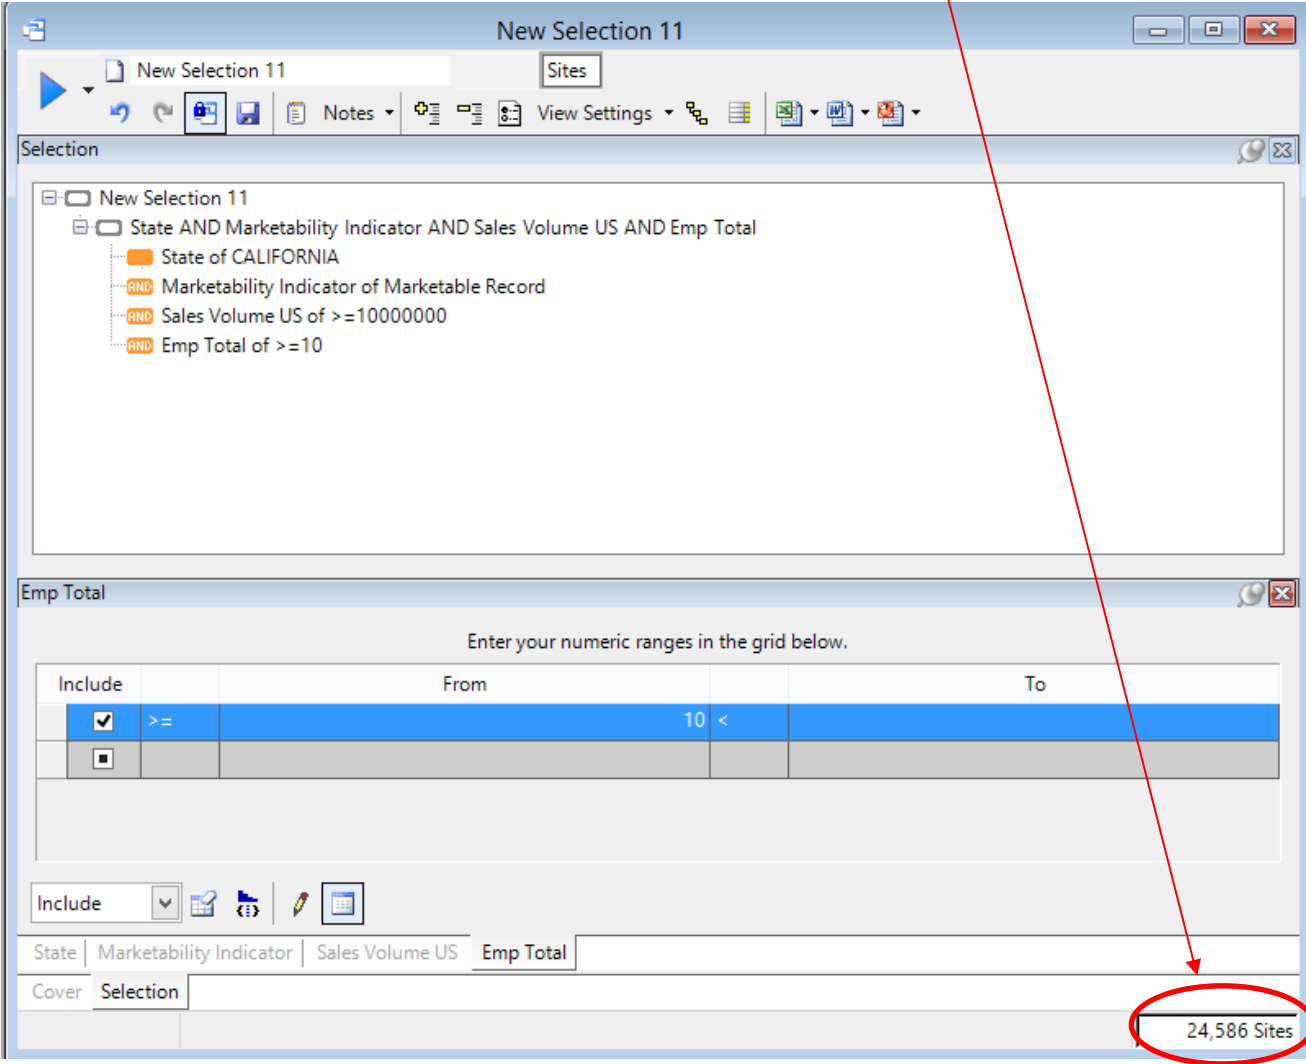 New Selection 11
New Selection 11 Sites
Notes View Settings
Selection
New Selection 11
State AND Marketability Indicator AND Sales Volume US AND Emp Total
State of CALIFORNIA
AND Marketability Indicator of Marketable Record
AND Sales Volume US of >=10000000
AND Emp Total of >=10
Emp Total
Enter your numeric ranges in the grid below.
Include From To
>= 10 <
Include
State Marketability Indicator Sales Volume US Emp Total
Cover Selection
24,586 Sites